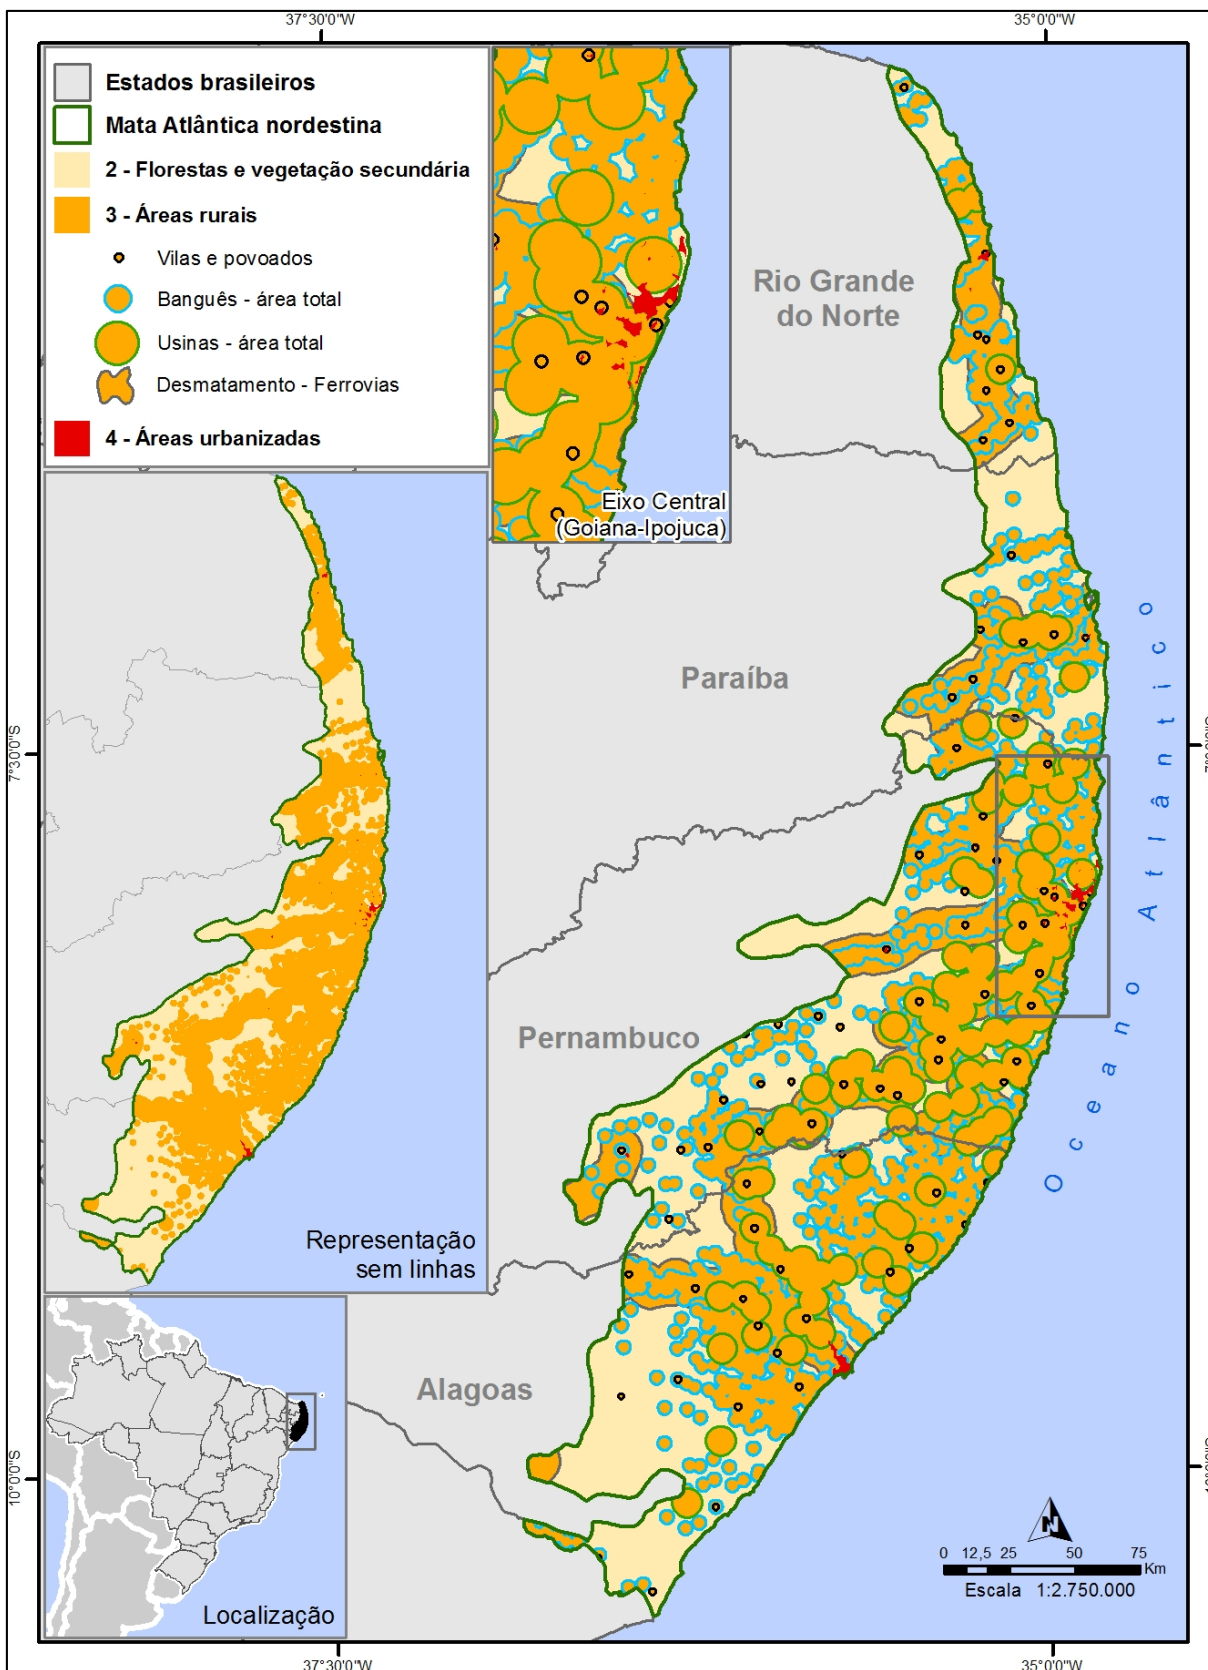 37°30'0"W
35°0'0"W
Estados brasileiros
Mata Atlântica nordestina
2 - Florestas e vegetação secundária
3 - Áreas rurais
Vilas e povoados
Banguês - área total
Usinas - área total
Desmatamento - Ferrovias
4 - Áreas urbanizadas
Eixo Central
(Goiana-Ipojuca)
Rio Grande
do Norte
Paraíba
Pernambuco
Alagoas
Oceano Atlântico
7°30'0"S
Representação
sem linhas
10°0'0"S
Localização
N
0 12,5 25 50 75
Km
Escala 1:2.750.000
37°30'0"W
35°0'0"W